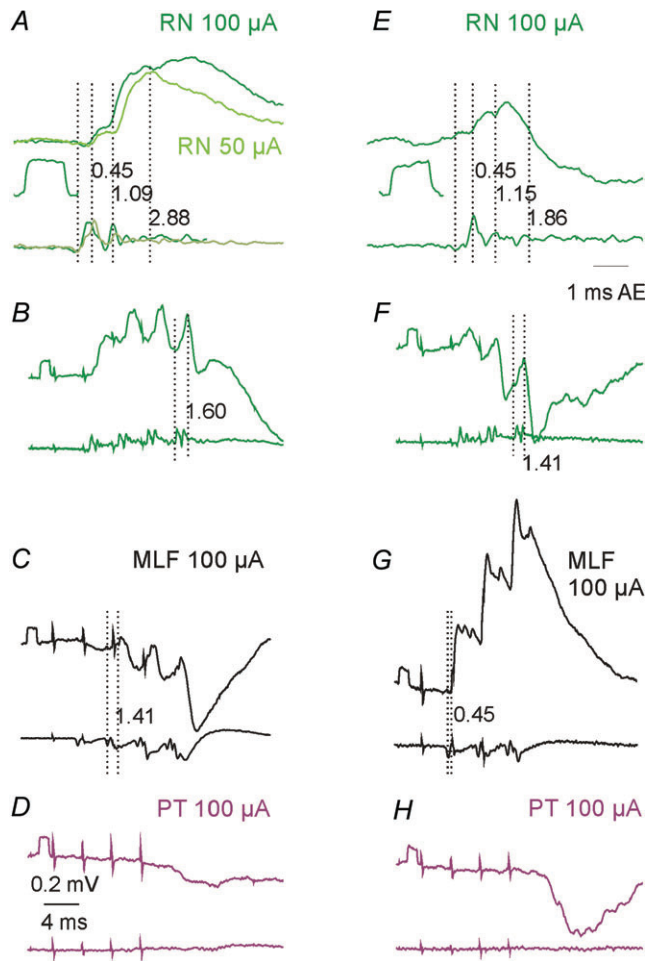 A
RN 100 µA
RN 50 µA
0.45
1.09
2.88
B
1.60
C
MLF 100 µA
1.41
D
PT 100 µA
0.2 mV
4 ms
E
RN 100 µA
0.45
1.15
1.86
1 ms AE
F
1.41
G
MLF
100 µA
0.45
H
PT 100 µA